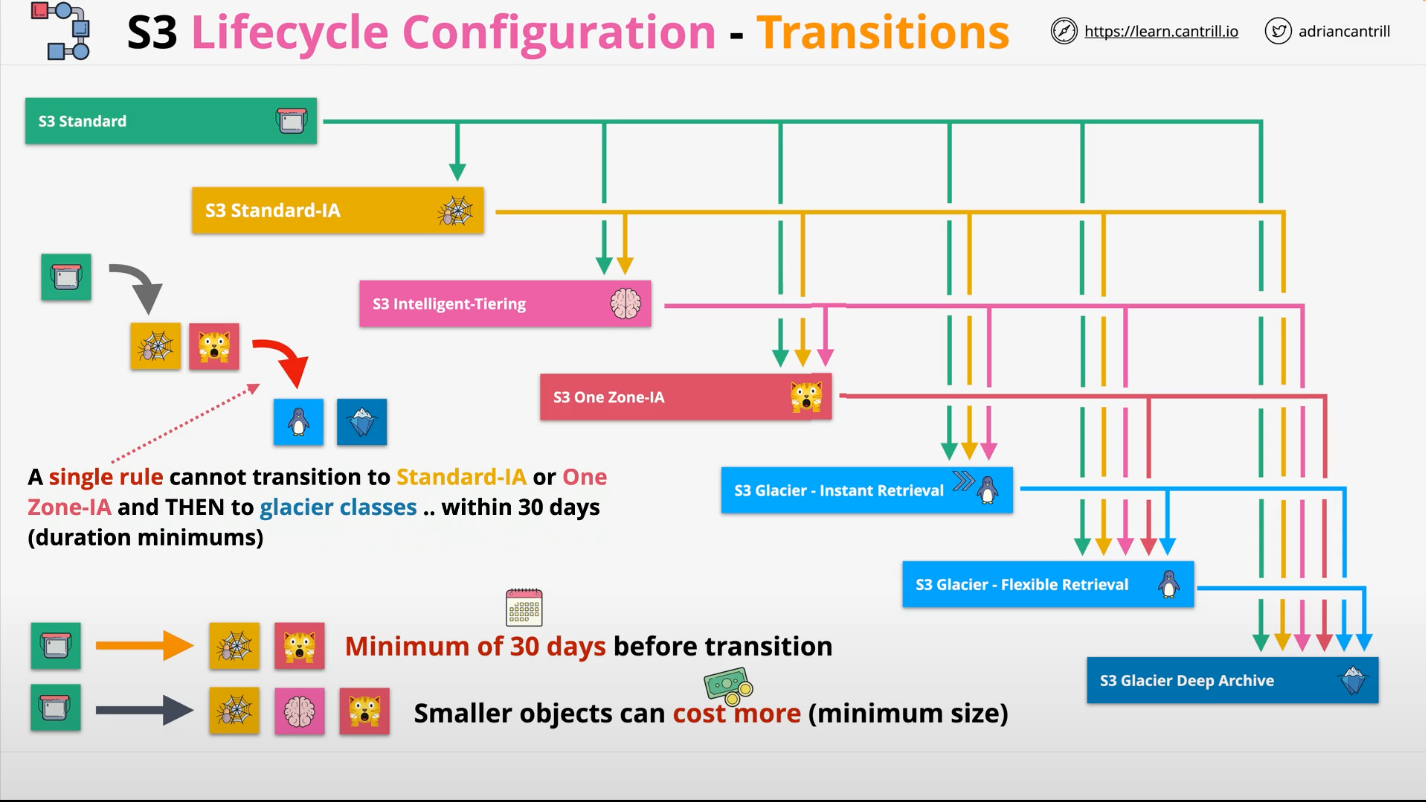 S3 Lifecycle Configuration - Transitions
https://learn.cantrill.io
adriancantrill
S3 Standard
S3 Standard-IA
S3 Intelligent-Tiering
S3 One Zone-IA
A single rule cannot transition to Standard-IA or One
Zone-IA and THEN to glacier classes .. within 30 days
(duration minimums)
S3 Glacier - Instant Retrieval
S3 Glacier - Flexible Retrieval
Minimum of 30 days before transition
S3 Glacier Deep Archive
Smaller objects can cost more (minimum size)